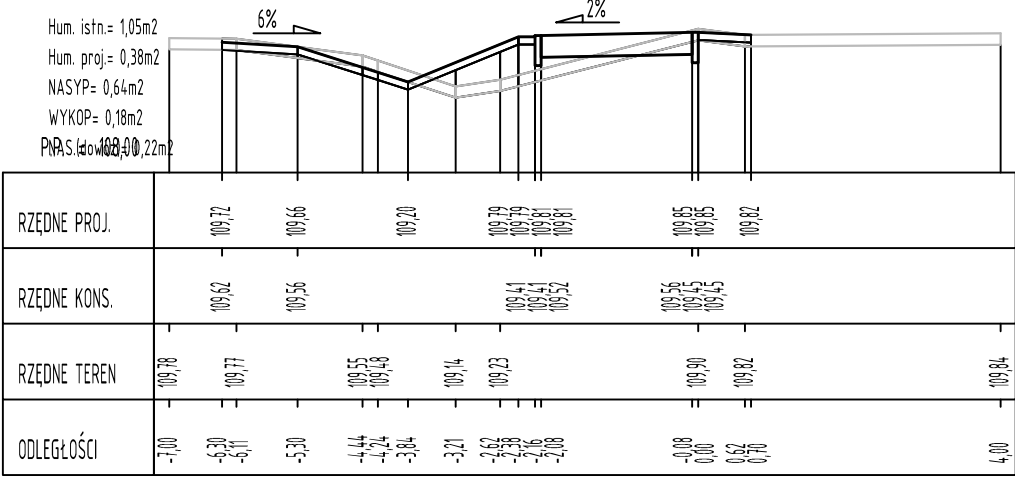 6%
2%
Hum. istn.= 1,05m2
Hum. proj.= 0,38m2
NASYP= 0,64m2
WYKOP= 0,18m2
RZĘDNE PROJ. 109,72 109,66 109,20 109,79 109,79 109,81 109,81 109,85 109,85 109,82
RZĘDNE KONS. 109,62 109,56 109,41 109,41 109,52 109,56 109,45 109,45
RZĘDNE TEREN 109,78 109,77 109,55 109,48 109,14 109,23 109,90 109,82 109,84
ODLEGŁOŚCI -7,00 -6,30 -6,11 -5,30 -4,44 -4,24 -3,84 -3,21 -2,62 -2,38 -2,16 -2,08 -0,08 0,00 0,62 0,70 4,00